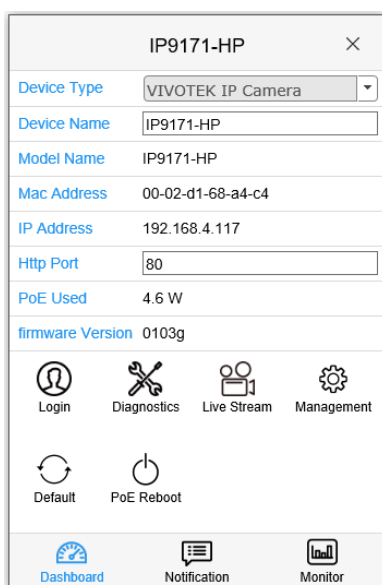 IP9171-HP
Device Type VIVOTEK IP Camera
Device Name IP9171-HP
Model Name IP9171-HP
Mac Address 00-02-d1-68-a4-c4
IP Address 192.168.4.117
Http Port 80
PoE Used 4.6 W
firmware Version 0103g
Login Diagnostics Live Stream Management
Default PoE Reboot
Dashboard Notification Monitor